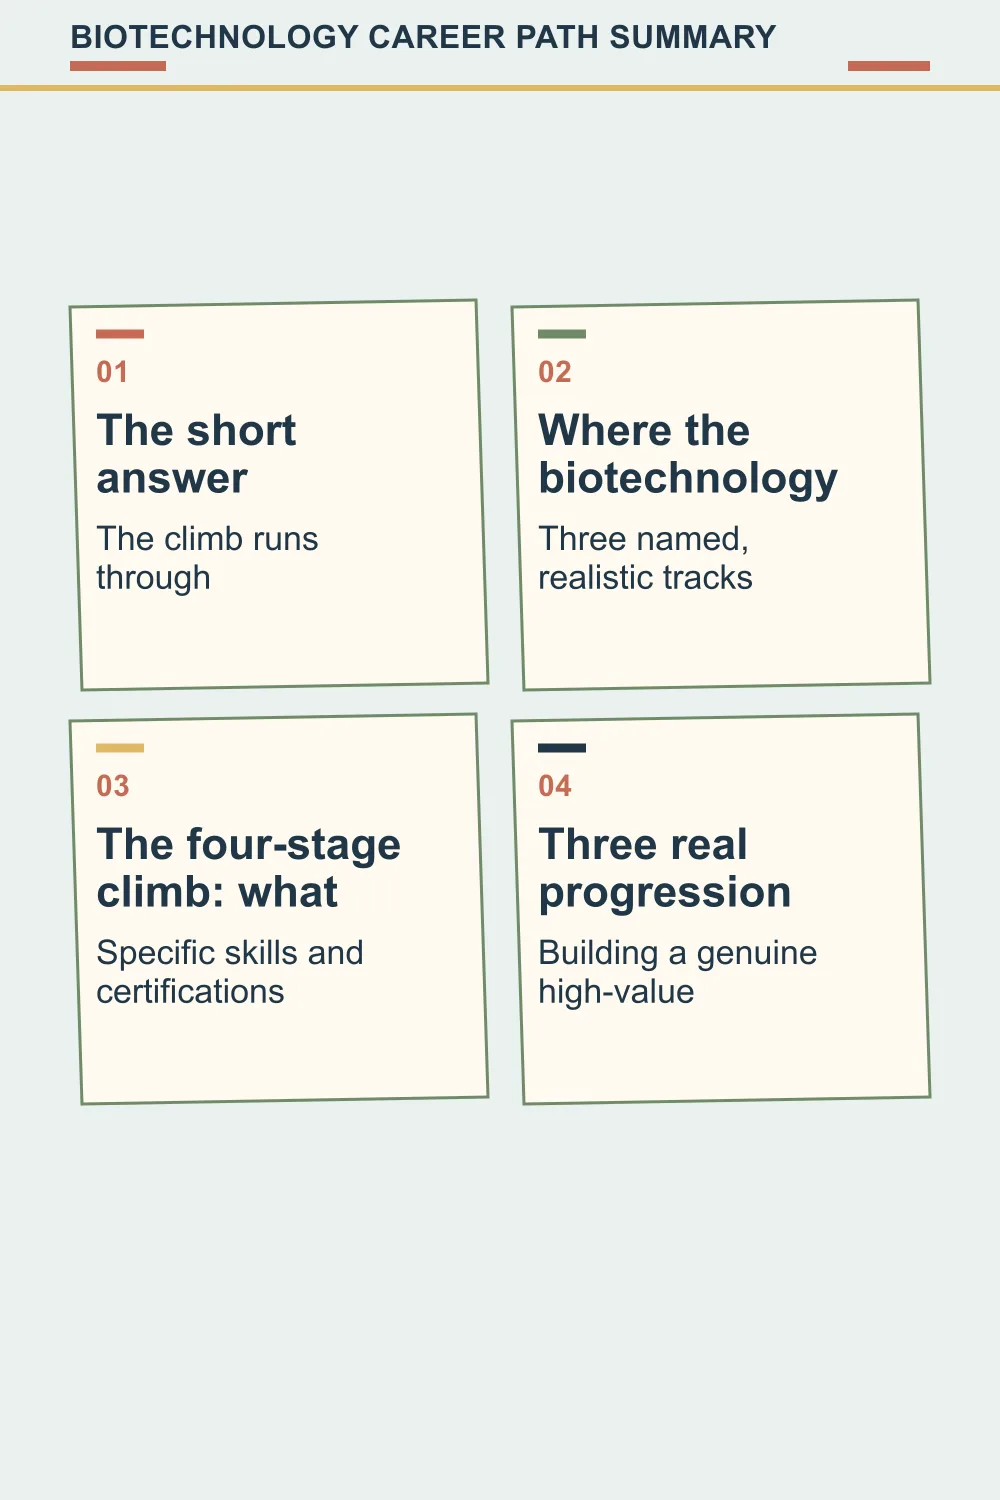 BIOTECHNOLOGY CAREER PATH SUMMARY
01
The short
answer
The climb runs
through
02
Where the
biotechnology
Three named,
realistic tracks
03
The four-stage
climb: what
Specific skills and
certifications
04
Three real
progression
Building a genuine
high-value